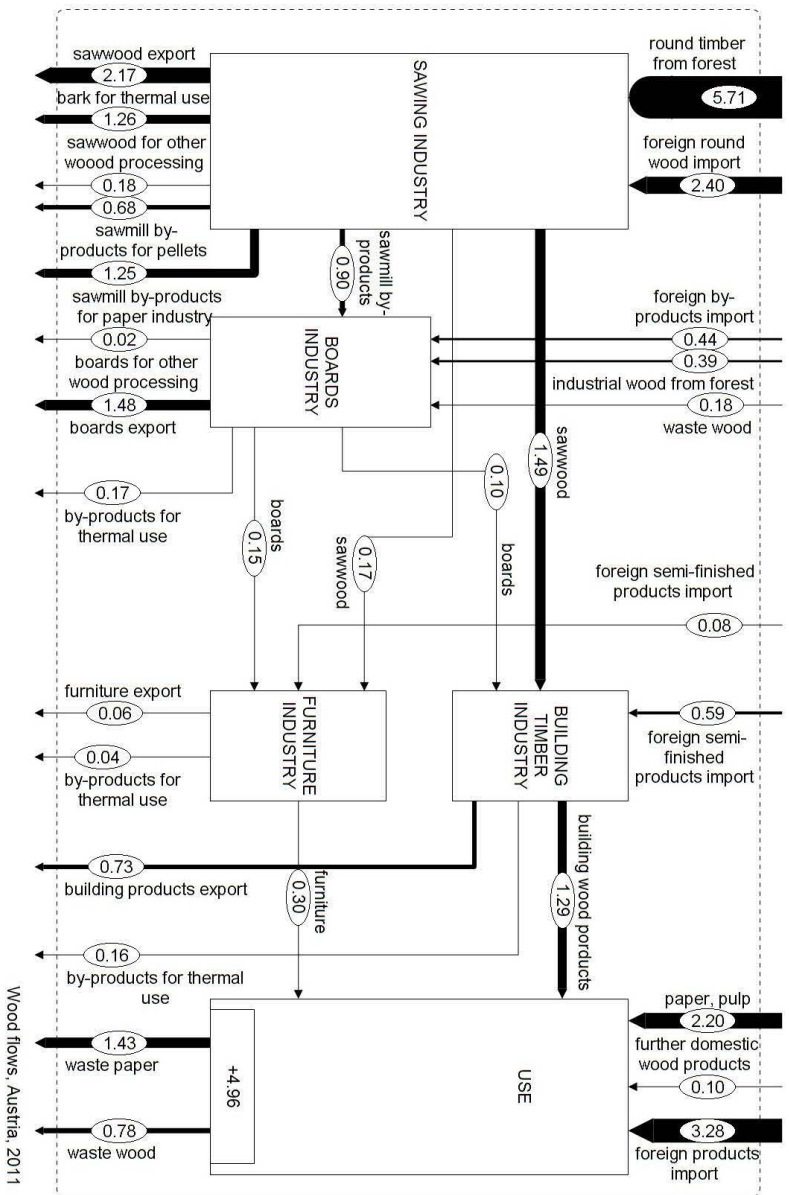 sawwood export
2.17
bark for thermal use
1.26
sawwood for other
woood processing
0.18
0.68
sawmill by-
products for pellets
1.25
sawmill by-products
for paper industry
0.02
boards for other
wood processing
1.48
boards export
0.17
by-products for
thermal use
furniture export
0.06
0.04
by-products for
thermal use
0.73
building products export
0.16
by-products for thermal
use
1.43
waste paper
0.78
waste wood
SAWING INDUSTRY
sawmill by-
products
0.90
BOARDS
INDUSTRY
boards
0.15
sawwood
0.17
boards
0.10
sawwood
1.49
FURNITURE
INDUSTRY
BUILDING
TIMBER
INDUSTRY
furniture
0.30
building wood porducts
1.29
USE
+4.96
round timber
from forest
5.71
foreign round
wood import
2.40
foreign by-
products import
0.44
0.39
industrial wood from forest
0.18
waste wood
foreign semi-finished
products import
0.08
0.59
foreign semi-
finished
products import
paper, pulp
2.20
further domestic
wood products
0.10
3.28
foreign products
import
Wood flows, Austria, 2011